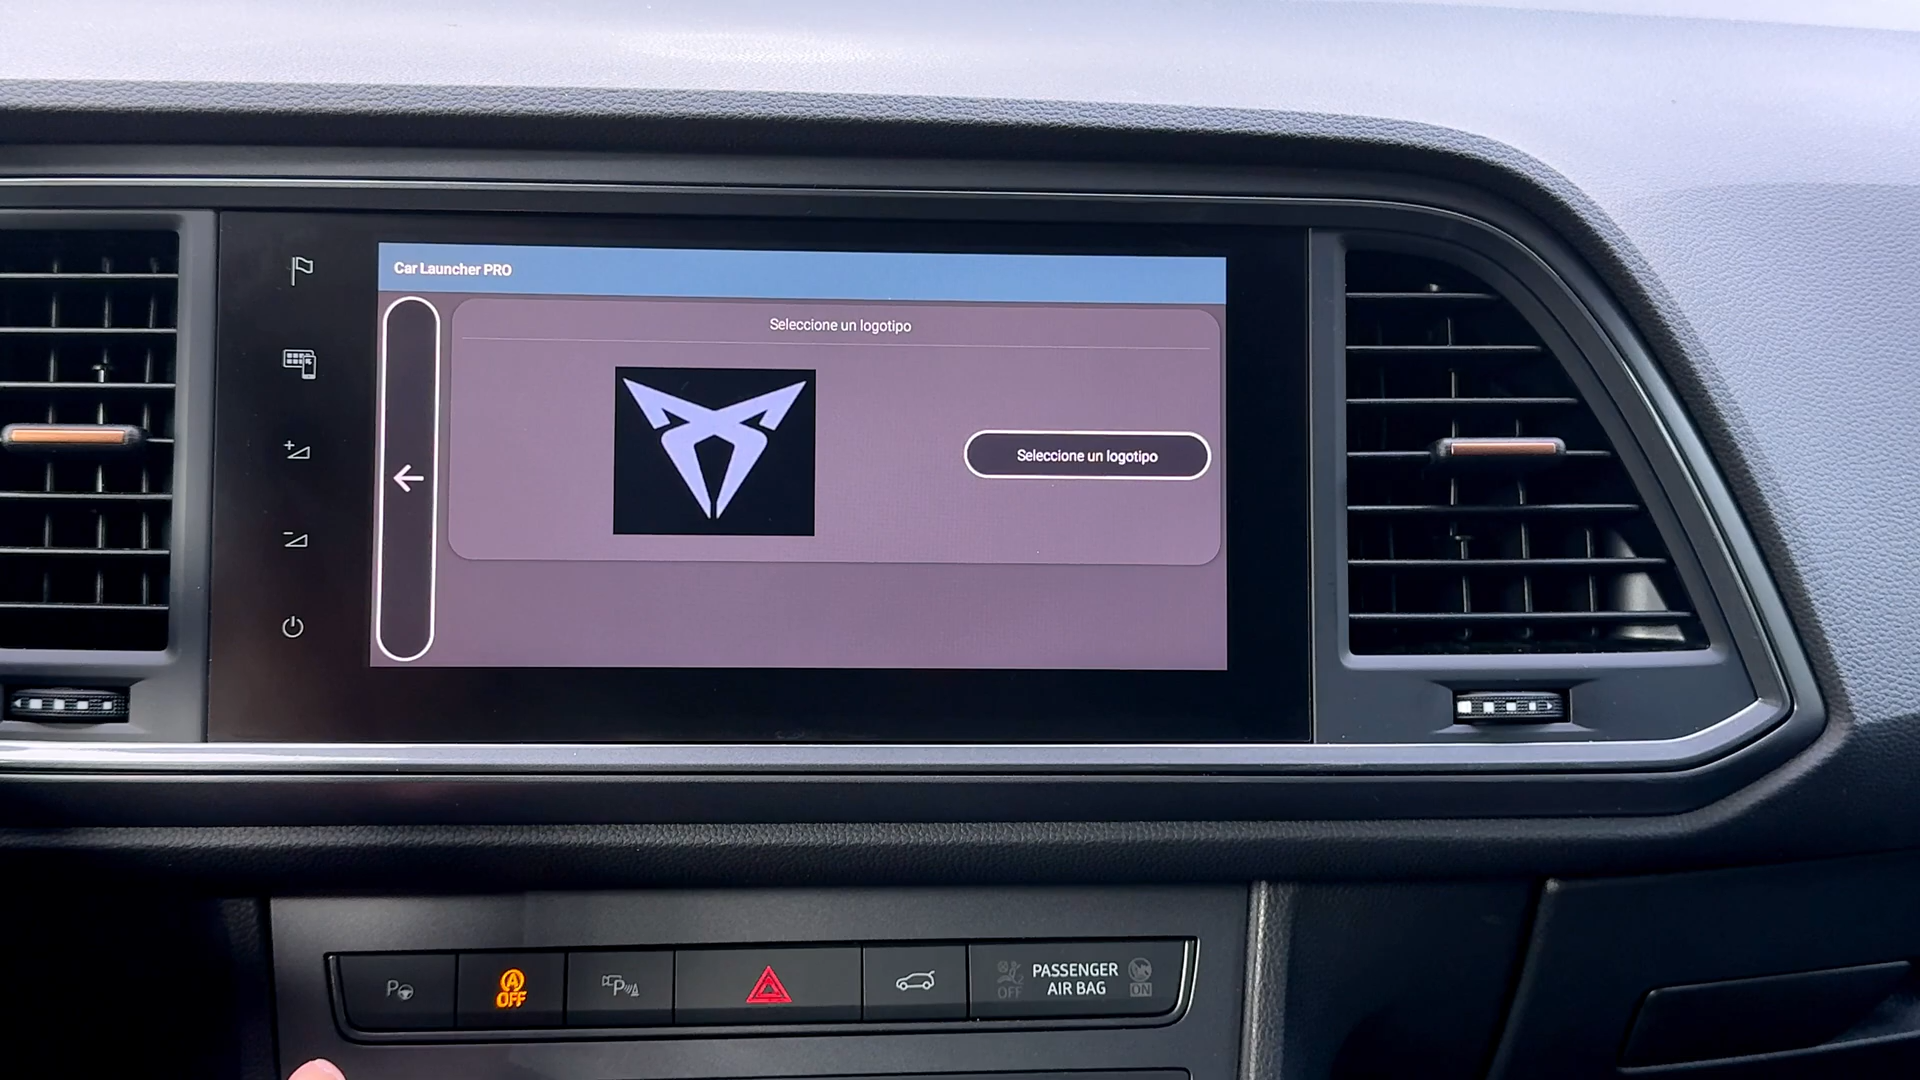 Car Launcher PRO
Seleccione un logotipo
Seleccione un logotipo
P
A
OFF
P
OFF
PASSENGER
AIR BAG
ON